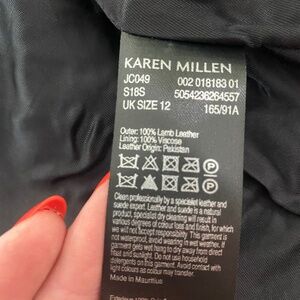 KAREN MILLEN
JC049 002 018183 01
S18S 5054236264557
UK SIZE 12 165/91A
Outer: 100% Lamb Leather
Lining: 100% Viscose
Leather Origin: Pakistan
Clean professionally by a specialist leather and
suede expert. Leather and suede is a natural
product, specialist dry cleaning will result in
various degrees of colour loss and finish, for which
we will not accept responsibility. This garment is not
waterproof, avoid wearing in wet weather, if
garment gets wet hang to dry away from direct
heat and sunlight. Do not use household
detergents on this garment. Avoid contact with
light colours as colour may transfer.
Made in Mauritius